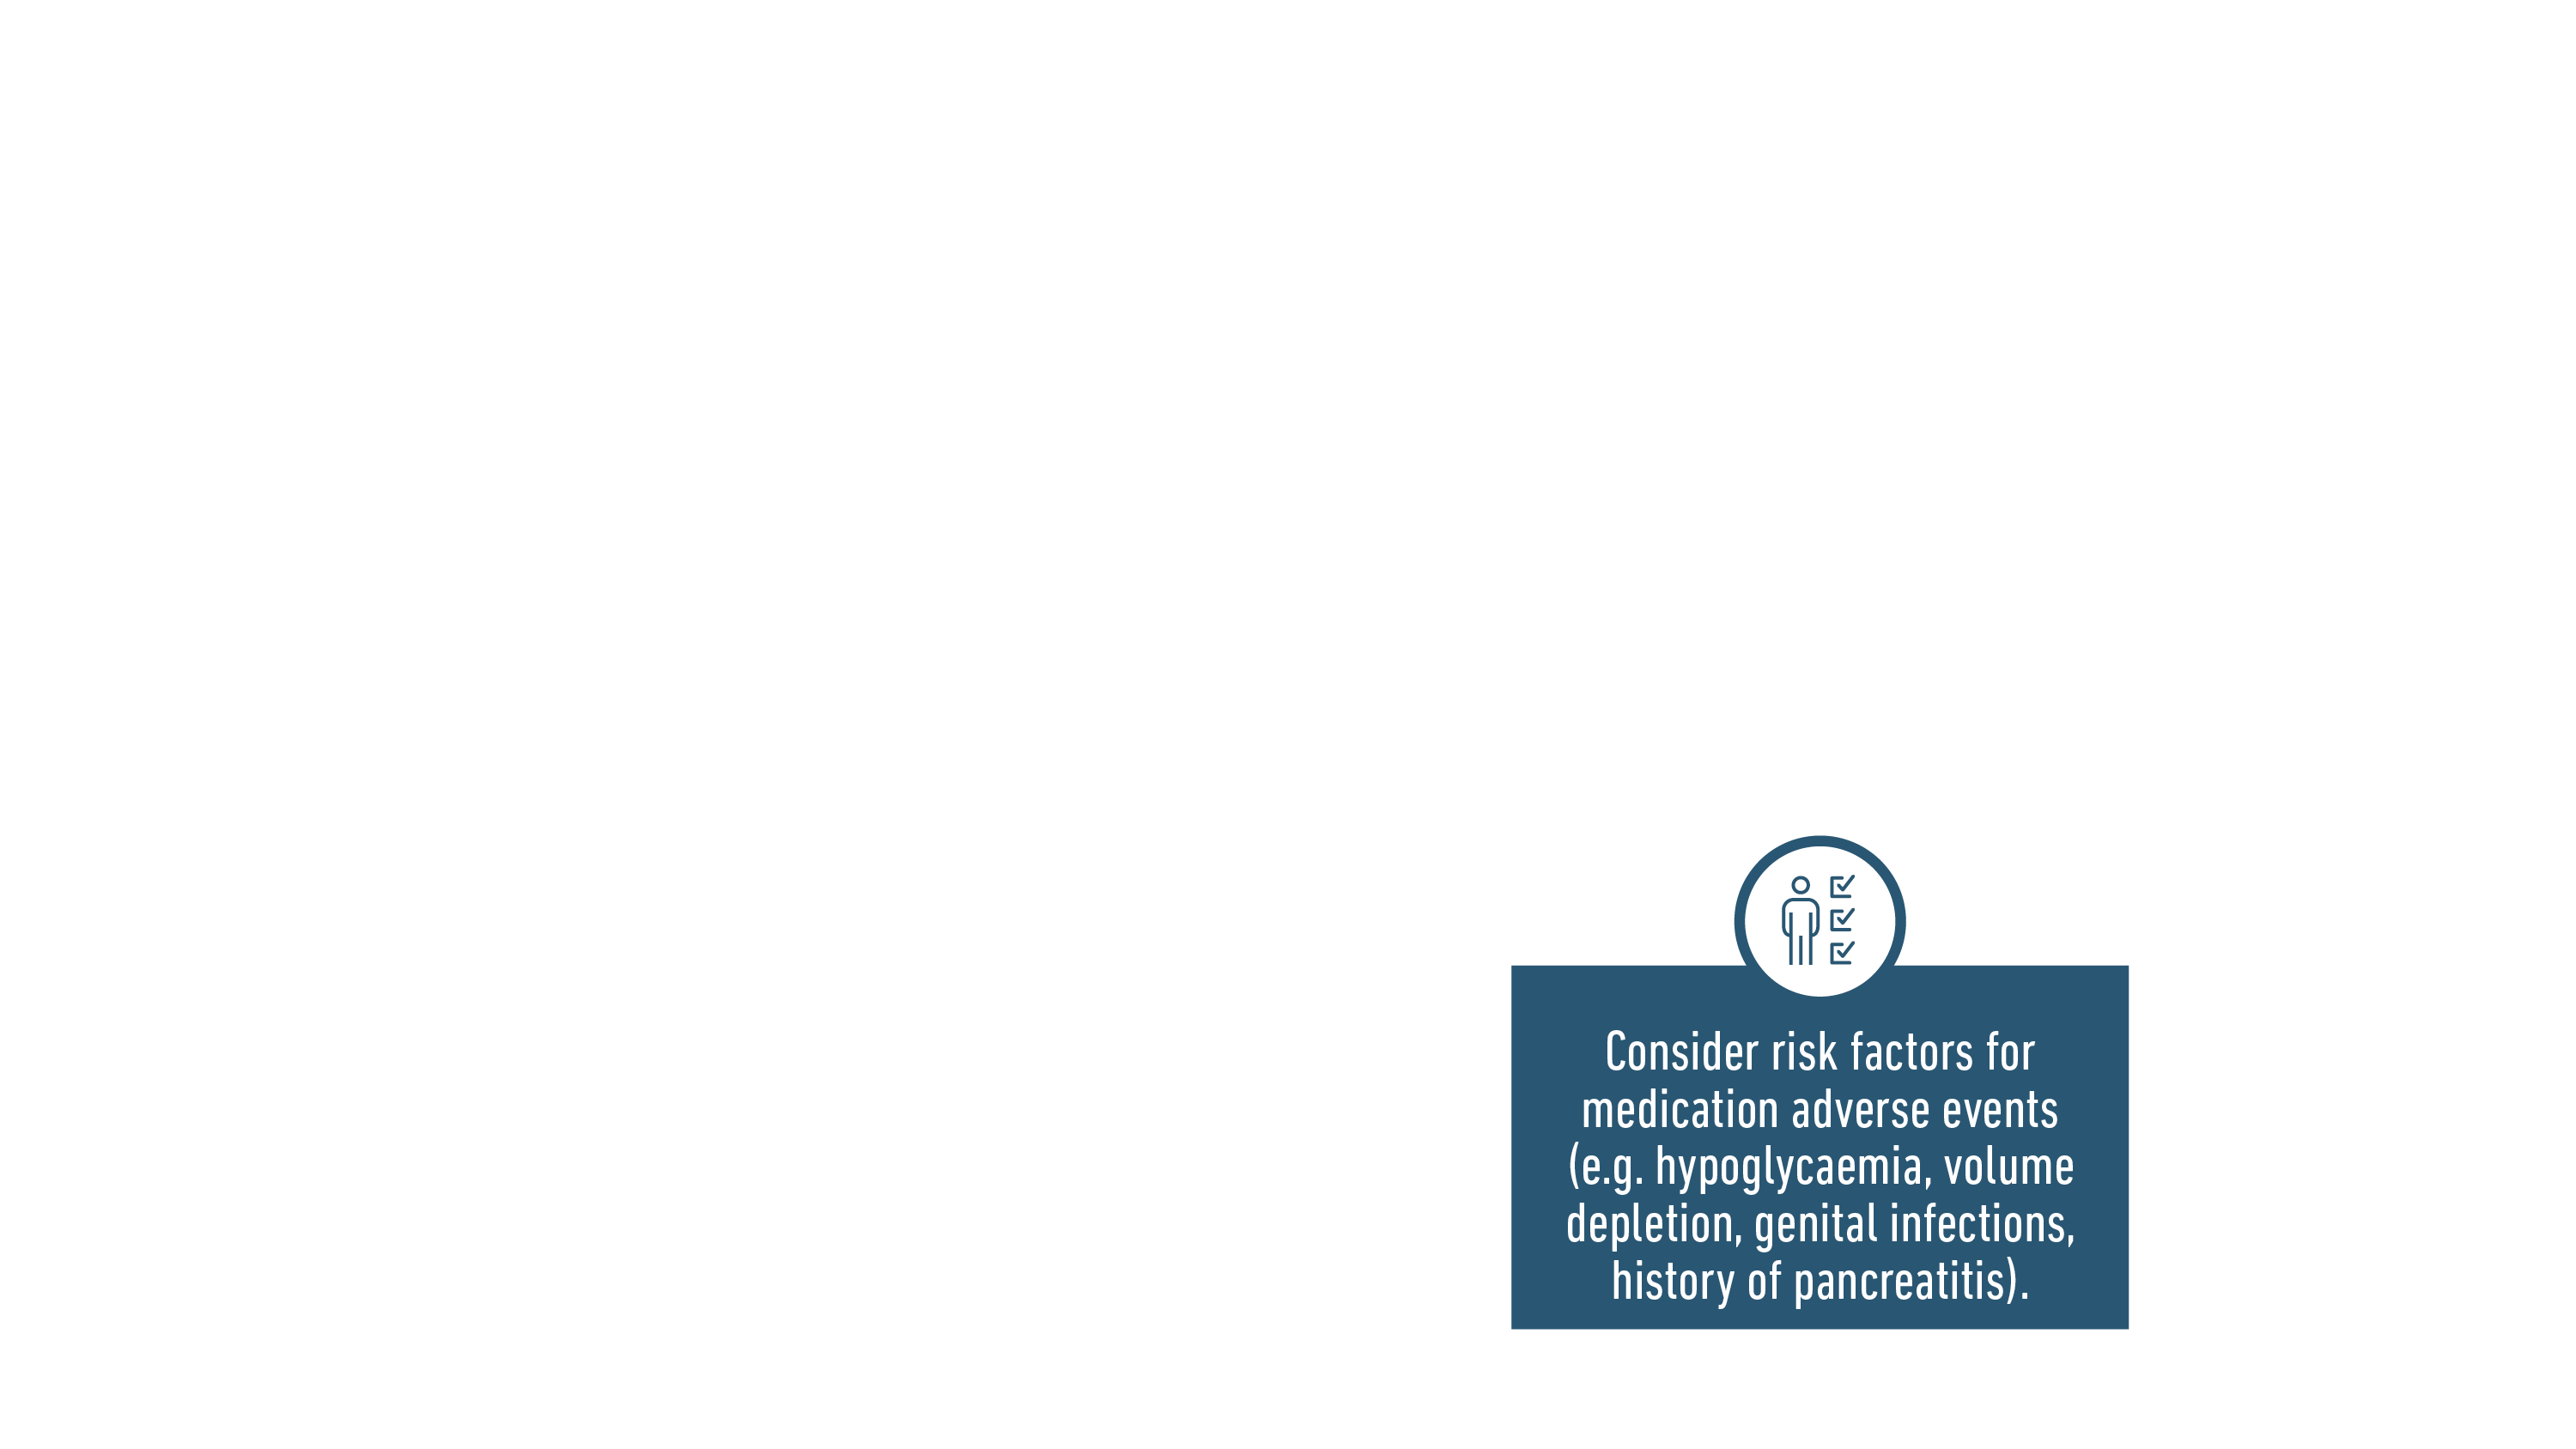 Consider risk factors for
medication adverse events
(e.g. hypoglycaemia, volume
depletion, genital infections,
history of pancreatitis).